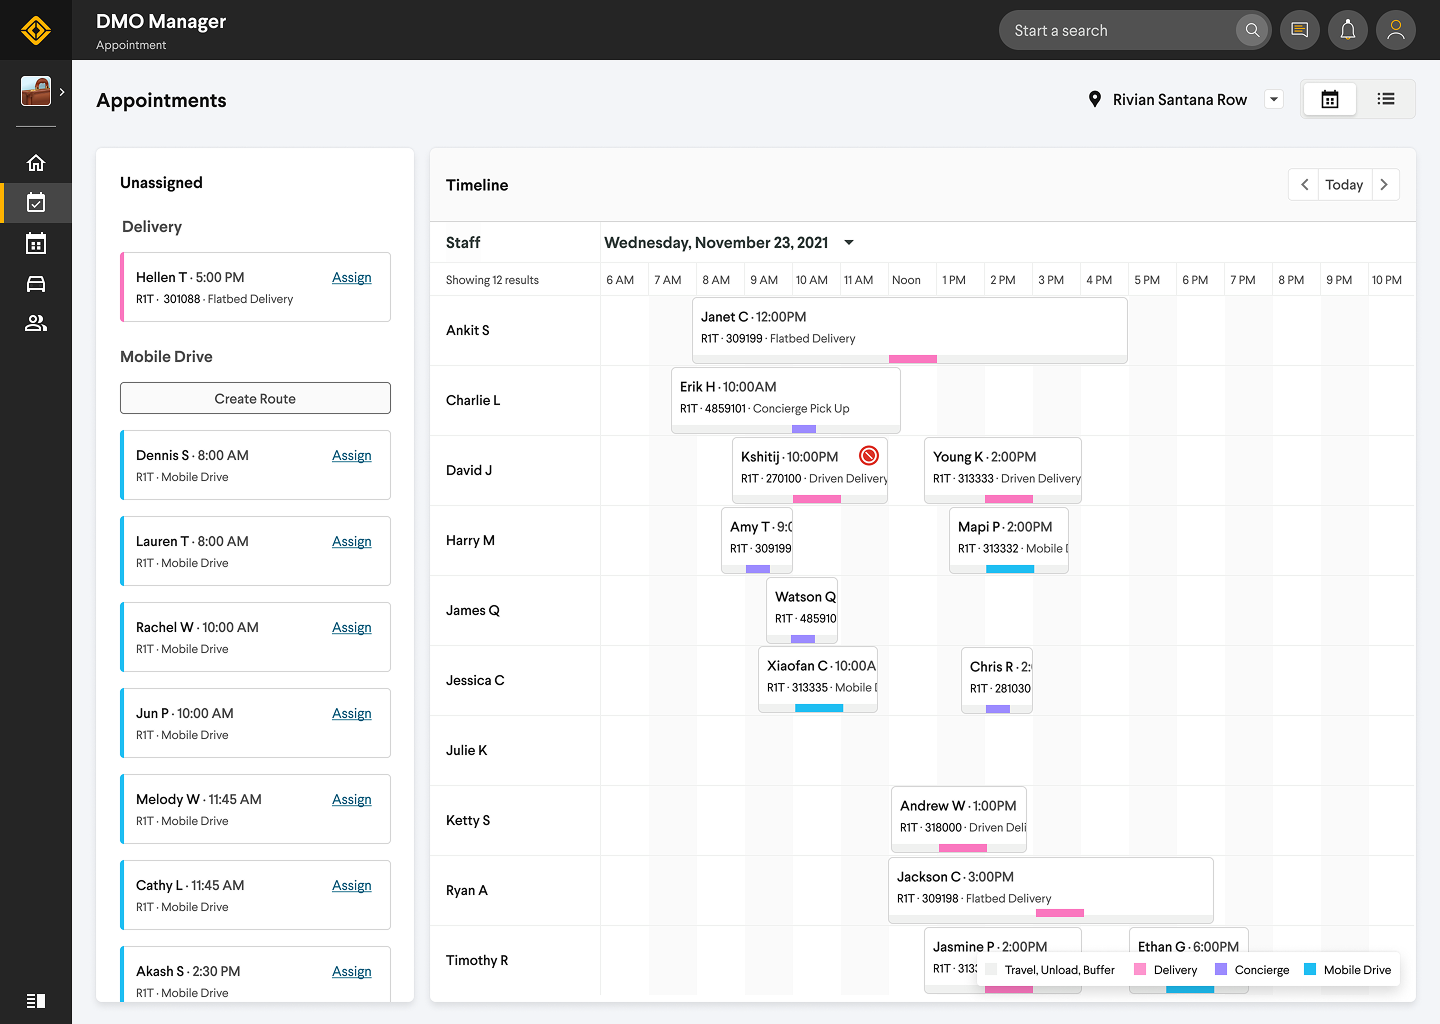 DMO Manager
Appointment
Start a search
Appointments
Rivian Santana Row
Unassigned
Delivery
Hellen T · 5:00 PM
Assign
R1T · 301088 · Flatbed Delivery
Mobile Drive
Create Route
Dennis S · 8:00 AM
Assign
R1T · Mobile Drive
Lauren T · 8:00 AM
Assign
R1T · Mobile Drive
Rachel W · 10:00 AM
Assign
R1T · Mobile Drive
Jun P · 10:00 AM
Assign
R1T · Mobile Drive
Melody W · 11:45 AM
Assign
R1T · Mobile Drive
Cathy L · 11:45 AM
Assign
R1T · Mobile Drive
Akash S · 2:30 PM
Assign
R1T · Mobile Drive
Timeline
Today
Staff
Wednesday, November 23, 2021
Showing 12 results
6 AM 7 AM 8 AM 9 AM 10 AM 11 AM Noon 1 PM 2 PM 3 PM 4 PM 5 PM 6 PM 7 PM 8 PM 9 PM 10 PM
Ankit S
Janet C · 12:00PM
R1T · 309199 · Flatbed Delivery
Charlie L
Erik H · 10:00AM
R1T · 4859101 · Concierge Pick Up
David J
Kshitij · 10:00PM
R1T · 270100 · Driven Delivery
Young K · 2:00PM
R1T · 313333 · Driven Delivery
Harry M
Amy T · 9:0
R1T · 309199
Mapi P · 2:00PM
R1T · 313332 · Mobile
James Q
Watson Q
R1T · 485910
Jessica C
Xiaofan C · 10:00A
R1T · 313335 · Mobile
Chris R · 2:
R1T · 281030
Julie K
Ketty S
Andrew W · 1:00PM
R1T · 318000 · Driven Deli
Ryan A
Jackson C · 3:00PM
R1T · 309198 · Flatbed Delivery
Timothy R
Jasmine P · 2:00PM
R1T · 313
Ethan G · 6:00PM
Travel, Unload, Buffer
Delivery
Concierge
Mobile Drive